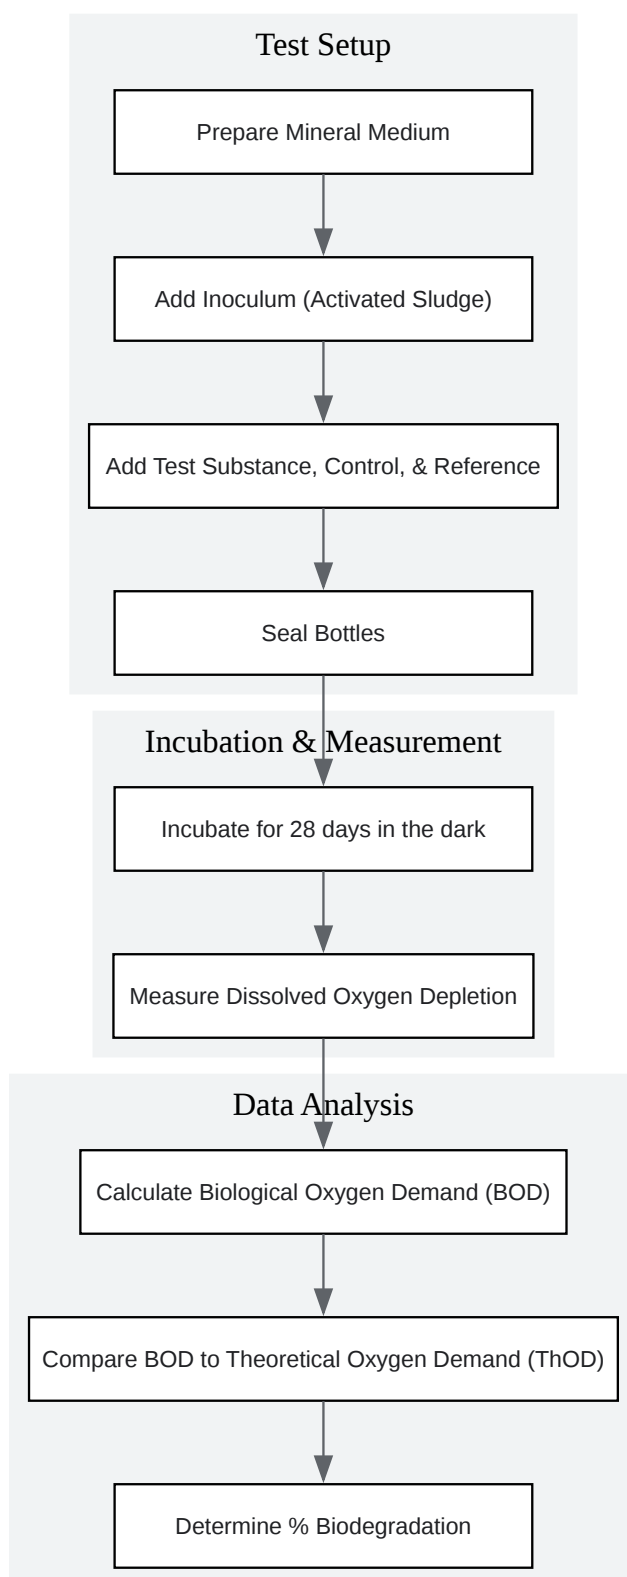 Test Setup
Prepare Mineral Medium
Add Inoculum (Activated Sludge)
Add Test Substance, Control, & Reference
Seal Bottles
Incubation & Measurement
Incubate for 28 days in the dark
Measure Dissolved Oxygen Depletion
Data Analysis
Calculate Biological Oxygen Demand (BOD)
Compare BOD to Theoretical Oxygen Demand (ThOD)
Determine % Biodegradation